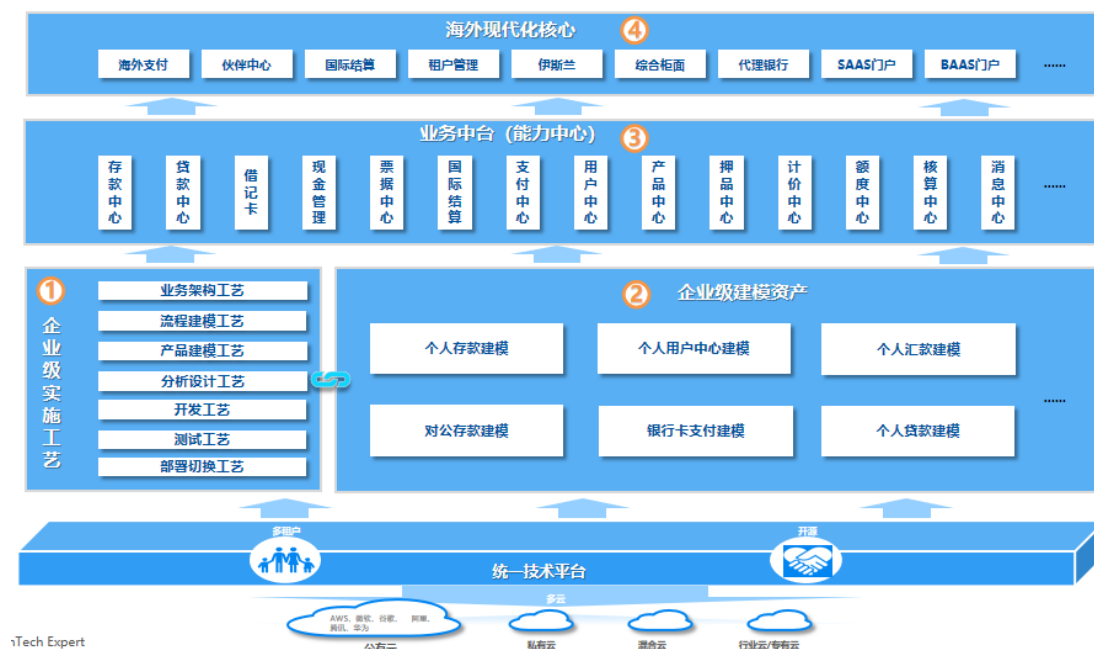 海外现代化核心 ④
海外支付 伙伴中心 国际结算 租户管理 伊斯兰 综合柜面 代理银行 SAAS门户 BAAS门户 ......
业务中台（能力中心） ③
存款中心 贷款中心 借记卡 现金管理 票据中心 国际结算 支付中心 用户中心 产品中心 押品中心 计价中心 额度中心 核算中心 消息中心 ......
① 企业级实施工艺
业务架构工艺
流程建模工艺
产品建模工艺
分析设计工艺
开发工艺
测试工艺
部署切换工艺
② 企业级建模资产
个人存款建模 个人用户中心建模 个人汇款建模
......
对公存款建模 银行卡支付建模 个人贷款建模
多租户 开源
统一技术平台
多云
AWS、微软、谷歌、 阿里、
腾讯、华为
公有云 私有云 混合云 行业云/专有云
nTech Expert